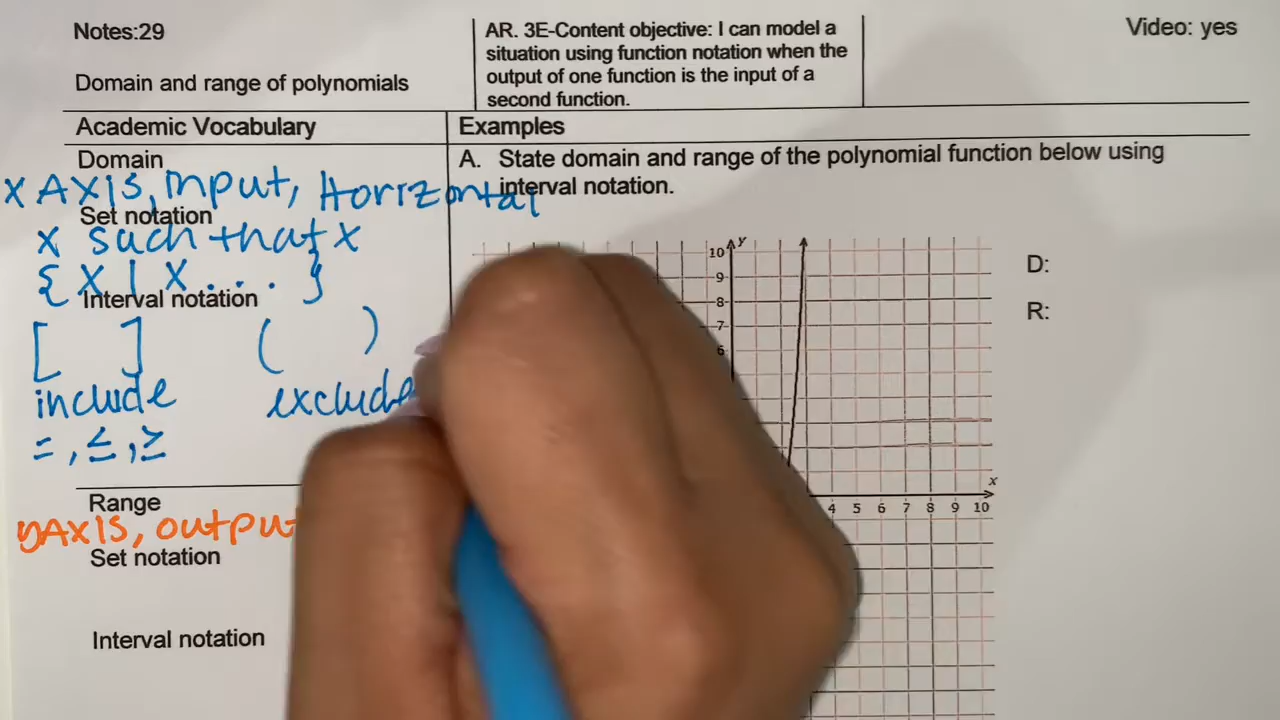 Notes:29
Domain and range of polynomials
AR. 3E-Content objective: I can model a
situation using function notation when the
output of one function is the input of a
second function.
Video: yes
Academic Vocabulary
Domain
x AXIS, input, Horizontal
Set notation
x such that x
{ x | x . . . }
Interval notation
[ ] ( )
include exclude
=, ≤, ≥
Range
yAXIS, output
Set notation
Interval notation
Examples
A. State domain and range of the polynomial function below using
interval notation.
D:
R:
y
10
9
8
7
6
x
4 5 6 7 8 9 10